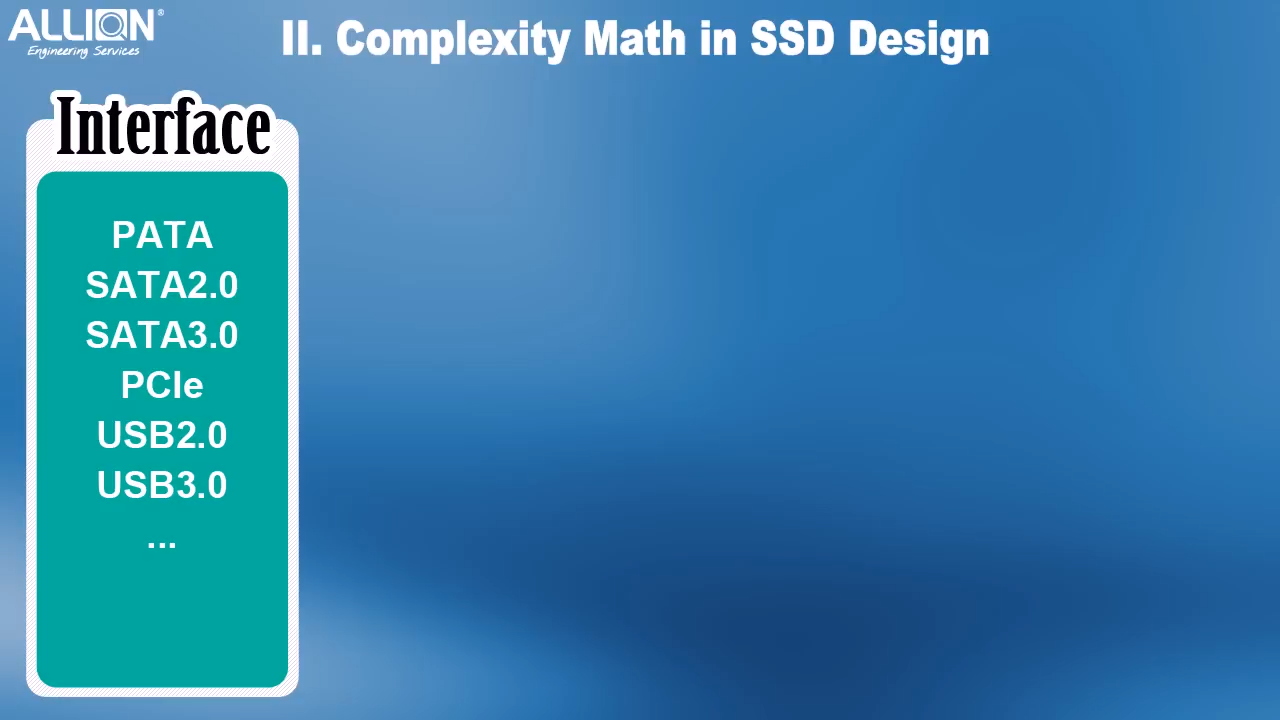 ALLION®
Engineering Services
II. Complexity Math in SSD Design
Interface
PATA
SATA2.0
SATA3.0
PCIe
USB2.0
USB3.0
...